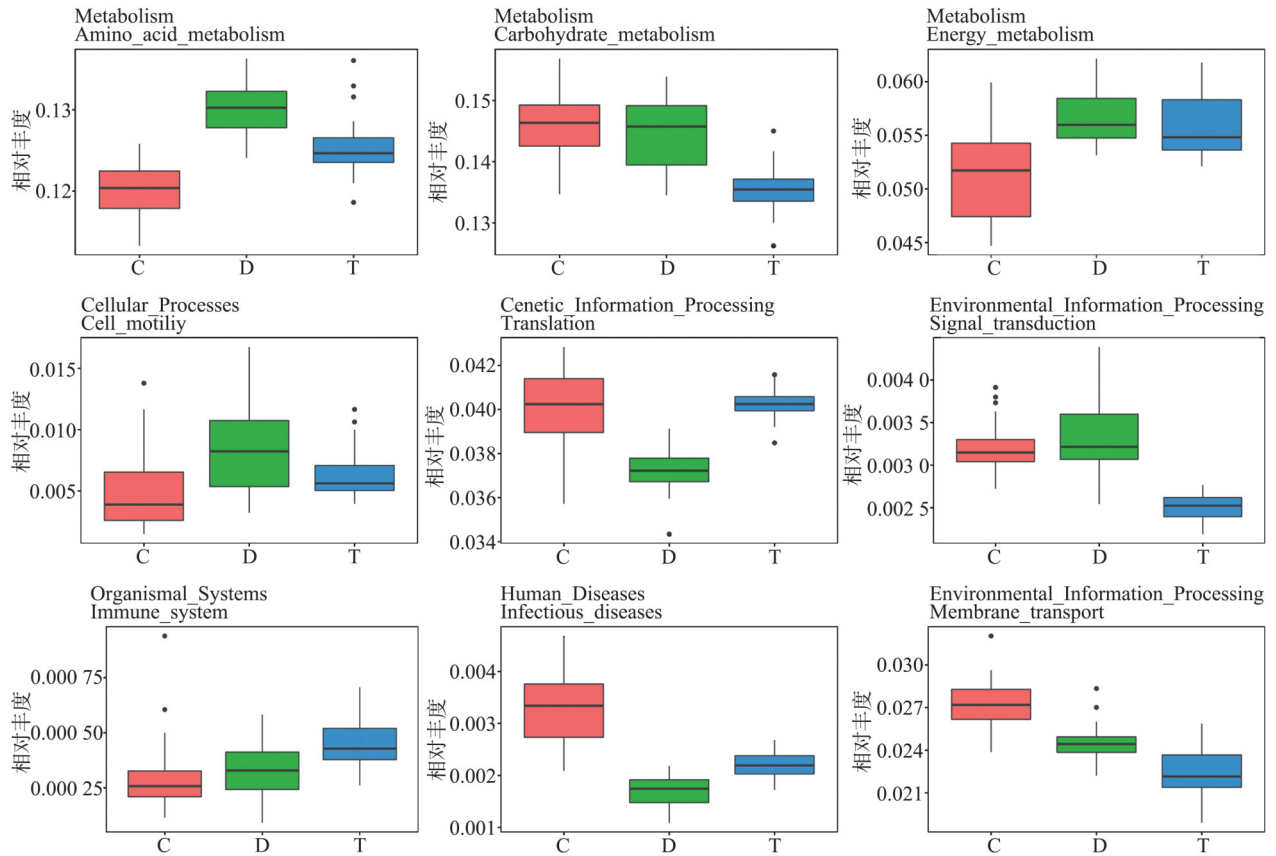 Metabolism
Amino_acid_metabolism
相对丰度
0.13
0.12
C D T
Metabolism
Carbohydrate_metabolism
相对丰度
0.15
0.14
0.13
C D T
Metabolism
Energy_metabolism
相对丰度
0.060
0.055
0.050
0.045
C D T
Cellular_Processes
Cell_motiliy
相对丰度
0.015
0.010
0.005
C D T
Cenetic_Information_Processing
Translation
相对丰度
0.042
0.040
0.038
0.036
0.034
C D T
Environmental_Information_Processing
Signal_transduction
相对丰度
0.004 0
0.003 5
0.003 0
0.002 5
C D T
Organismal_Systems
Immune_system
相对丰度
0.000 75
0.000 50
0.000 25
C D T
Human_Diseases
Infectious_diseases
相对丰度
0.004
0.003
0.002
0.001
C D T
Environmental_Information_Processing
Membrane_transport
相对丰度
0.030
0.027
0.024
0.021
C D T